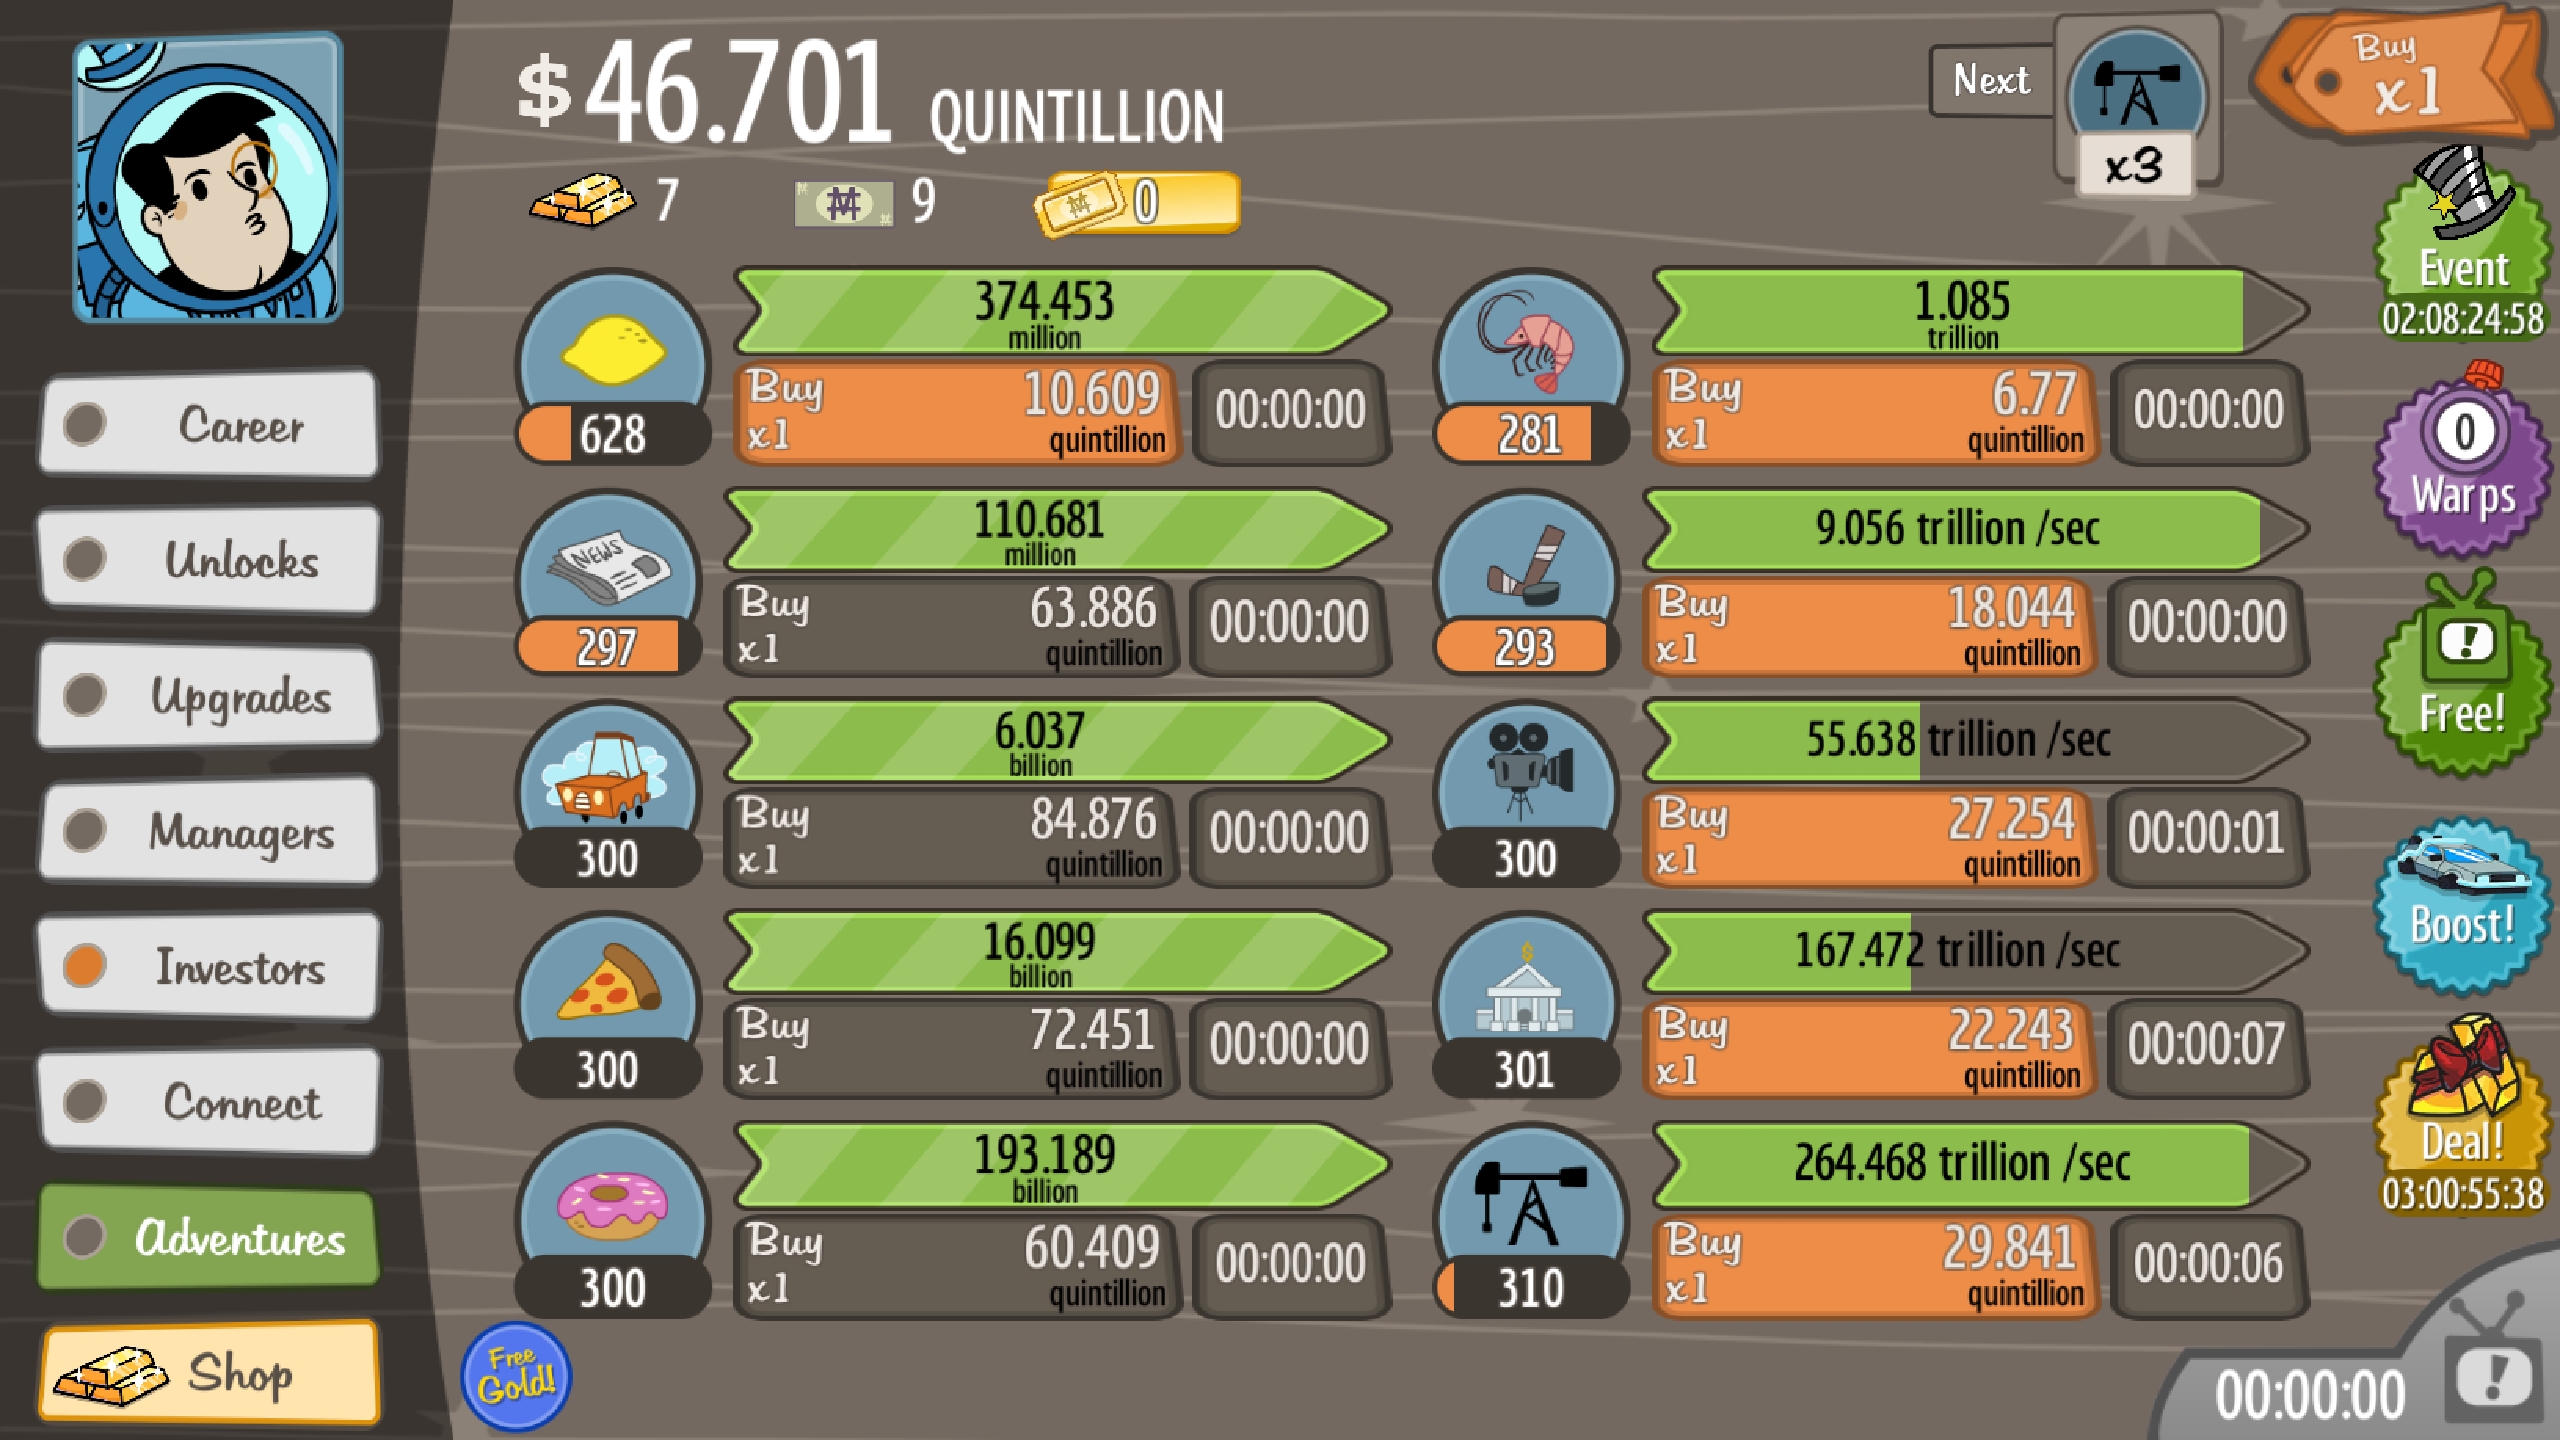 $46.701 QUINTILLION
Next
x3
Buy
x1
7
9
0
Event
02:08:24:58
0
Warps
!
Free!
Boost!
Deal!
03:00:55:38
Career
Unlocks
Upgrades
Managers
Investors
Connect
Adventures
Shop
628
374.453
million
Buy
x1
10.609
quintillion
00:00:00
281
1.085
trillion
Buy
x1
6.77
quintillion
00:00:00
NEWS
297
110.681
million
Buy
x1
63.886
quintillion
00:00:00
293
9.056 trillion /sec
Buy
x1
18.044
quintillion
00:00:00
300
6.037
billion
Buy
x1
84.876
quintillion
00:00:00
300
55.638 trillion /sec
Buy
x1
27.254
quintillion
00:00:01
300
16.099
billion
Buy
x1
72.451
quintillion
00:00:00
301
167.472 trillion /sec
Buy
x1
22.243
quintillion
00:00:07
300
193.189
billion
Buy
x1
60.409
quintillion
00:00:00
310
264.468 trillion /sec
Buy
x1
29.841
quintillion
00:00:06
Free
Gold!
00:00:00
!